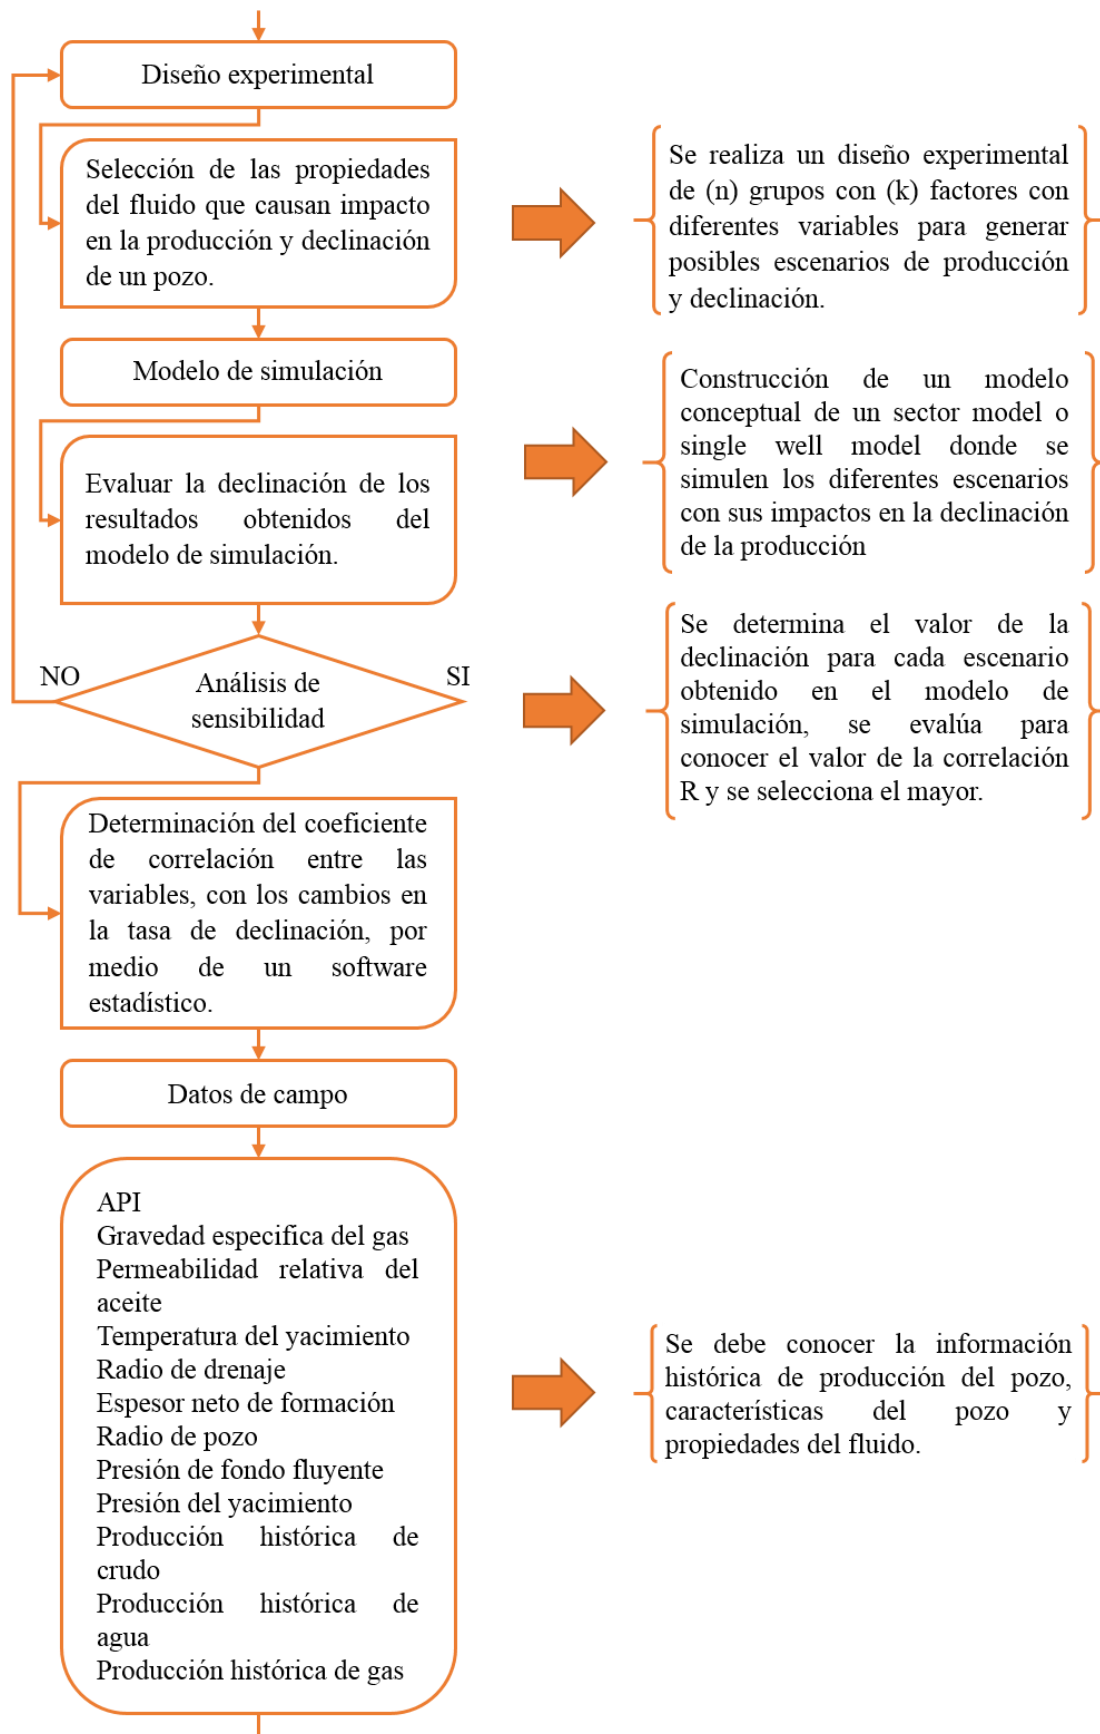 Diseño experimental
Selección de las propiedades
del fluido que causan impacto
en la producción y declinación
de un pozo.
Se realiza un diseño experimental
de (n) grupos con (k) factores con
diferentes variables para generar
posibles escenarios de producción
y declinación.
Modelo de simulación
Evaluar la declinación de los
resultados obtenidos del
modelo de simulación.
Construcción de un modelo
conceptual de un sector model o
single well model donde se
simulen los diferentes escenarios
con sus impactos en la declinación
de la producción
NO
Análisis de
sensibilidad
SI
Se determina el valor de la
declinación para cada escenario
obtenido en el modelo de
simulación, se evalúa para
conocer el valor de la correlación
R y se selecciona el mayor.
Determinación del coeficiente
de correlación entre las
variables, con los cambios en
la tasa de declinación, por
medio de un software
estadístico.
Datos de campo
API
Gravedad especifica del gas
Permeabilidad relativa del
aceite
Temperatura del yacimiento
Radio de drenaje
Espesor neto de formación
Radio de pozo
Presión de fondo fluyente
Presión del yacimiento
Producción histórica de
crudo
Producción histórica de
agua
Producción histórica de gas
Se debe conocer la información
histórica de producción del pozo,
características del pozo y
propiedades del fluido.